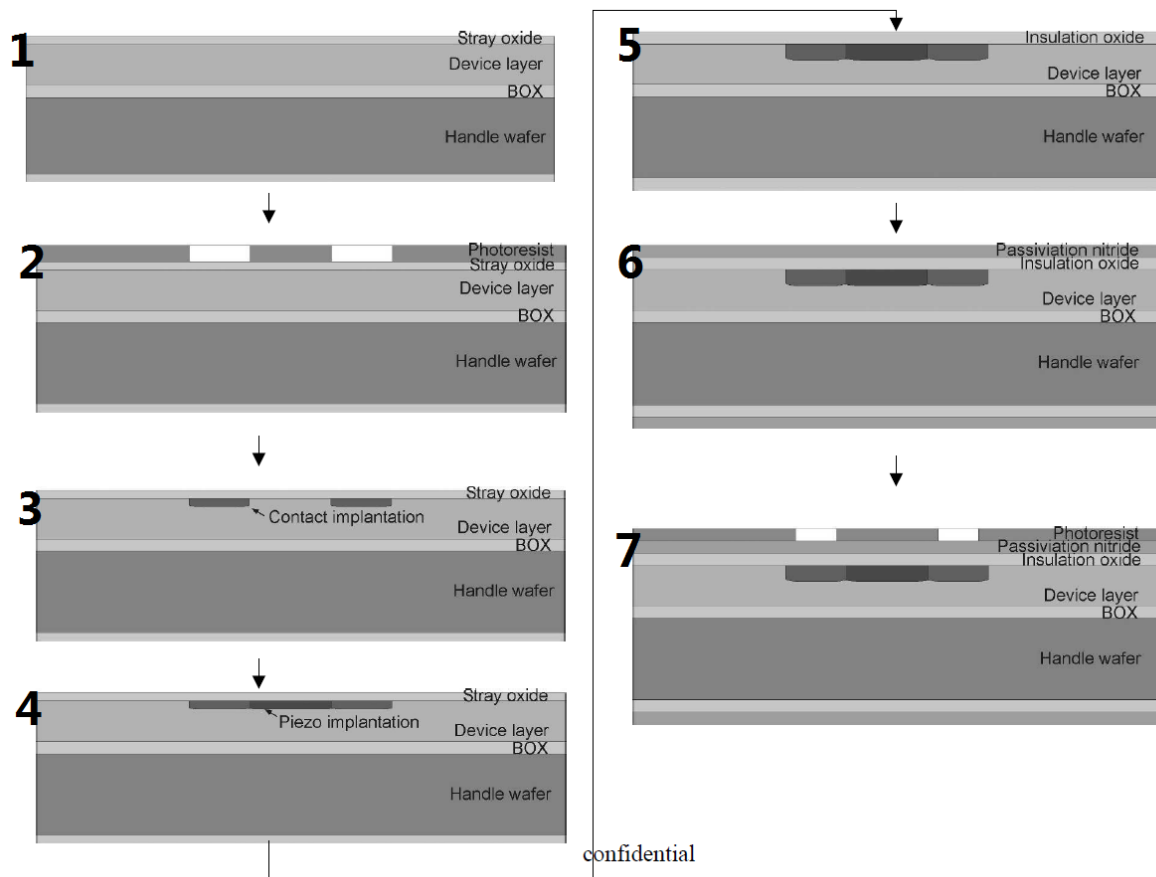 1
Stray oxide
Device layer
BOX
Handle wafer
2
Photoresist
Stray oxide
Device layer
BOX
Handle wafer
3
Stray oxide
Contact implantation
Device layer
BOX
Handle wafer
4
Stray oxide
Piezo implantation
Device layer
BOX
Handle wafer
5
Insulation oxide
Device layer
BOX
Handle wafer
6
Passiviation nitride
Insulation oxide
Device layer
BOX
Handle wafer
7
Photoresist
Passiviation nitride
Insulation oxide
Device layer
BOX
Handle wafer
confidential